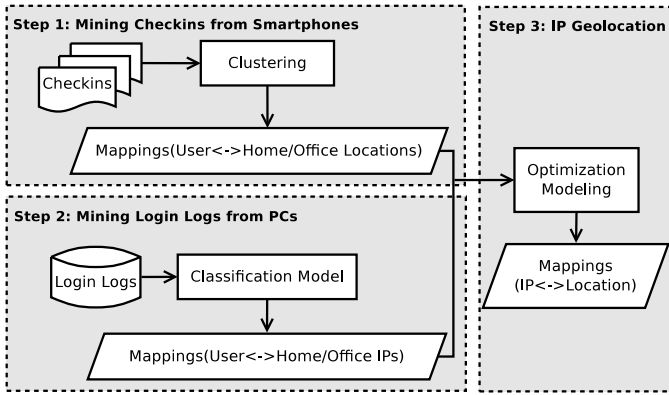 Step 1: Mining Checkins from Smartphones
Checkins
Clustering
Mappings(User<->Home/Office Locations)
Step 2: Mining Login Logs from PCs
Login Logs
Classification Model
Mappings(User<->Home/Office IPs)
Step 3: IP Geolocation
Optimization
Modeling
Mappings
(IP<->Location)